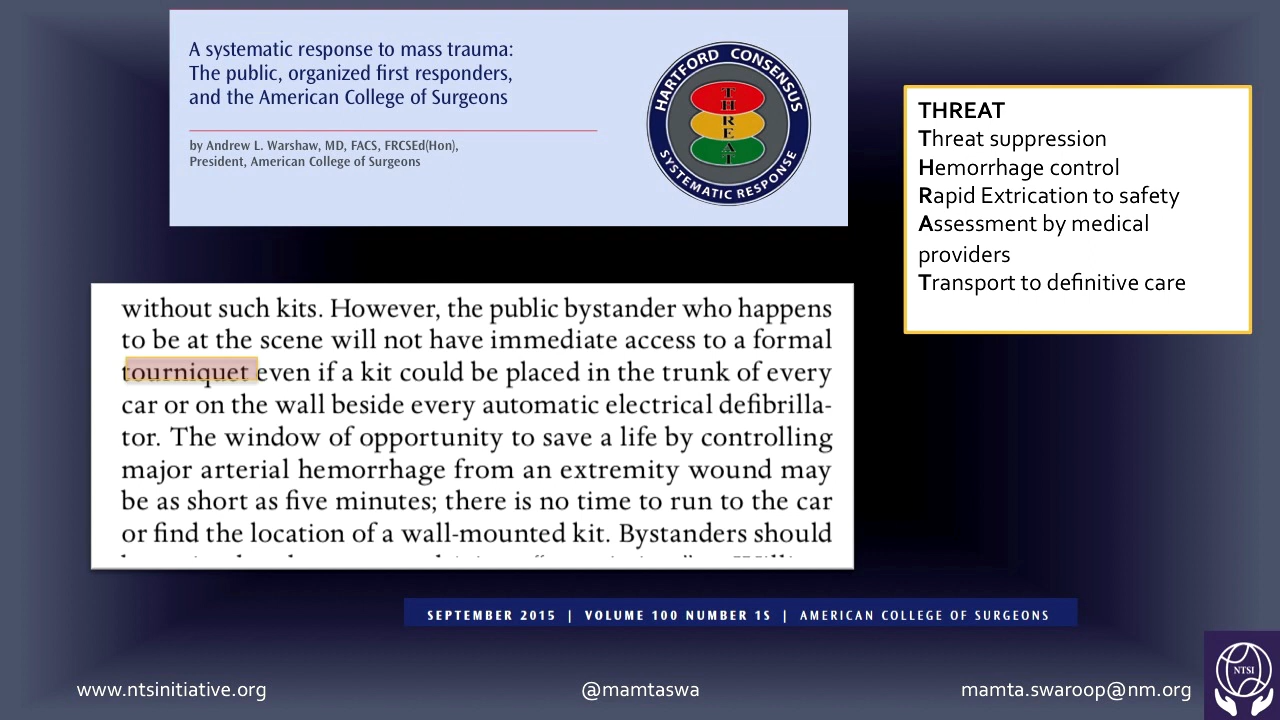 A systematic response to mass trauma:
The public, organized first responders,
and the American College of Surgeons
by Andrew L. Warshaw, MD, FACS, FRCSEd(Hon),
President, American College of Surgeons
HARTFORD CONSENSUS
THREAT
SYSTEMATIC RESPONSE
THREAT
Threat suppression
Hemorrhage control
Rapid Extrication to safety
Assessment by medical
providers
Transport to definitive care
without such kits. However, the public bystander who happens
to be at the scene will not have immediate access to a formal
tourniquet even if a kit could be placed in the trunk of every
car or on the wall beside every automatic electrical defibrilla-
tor. The window of opportunity to save a life by controlling
major arterial hemorrhage from an extremity wound may
be as short as five minutes; there is no time to run to the car
or find the location of a wall-mounted kit. Bystanders should
SEPTEMBER 2015 | VOLUME 100 NUMBER 1S | AMERICAN COLLEGE OF SURGEONS
www.ntsinitiative.org
@mamtaswa
mamta.swaroop@nm.org
NTSI